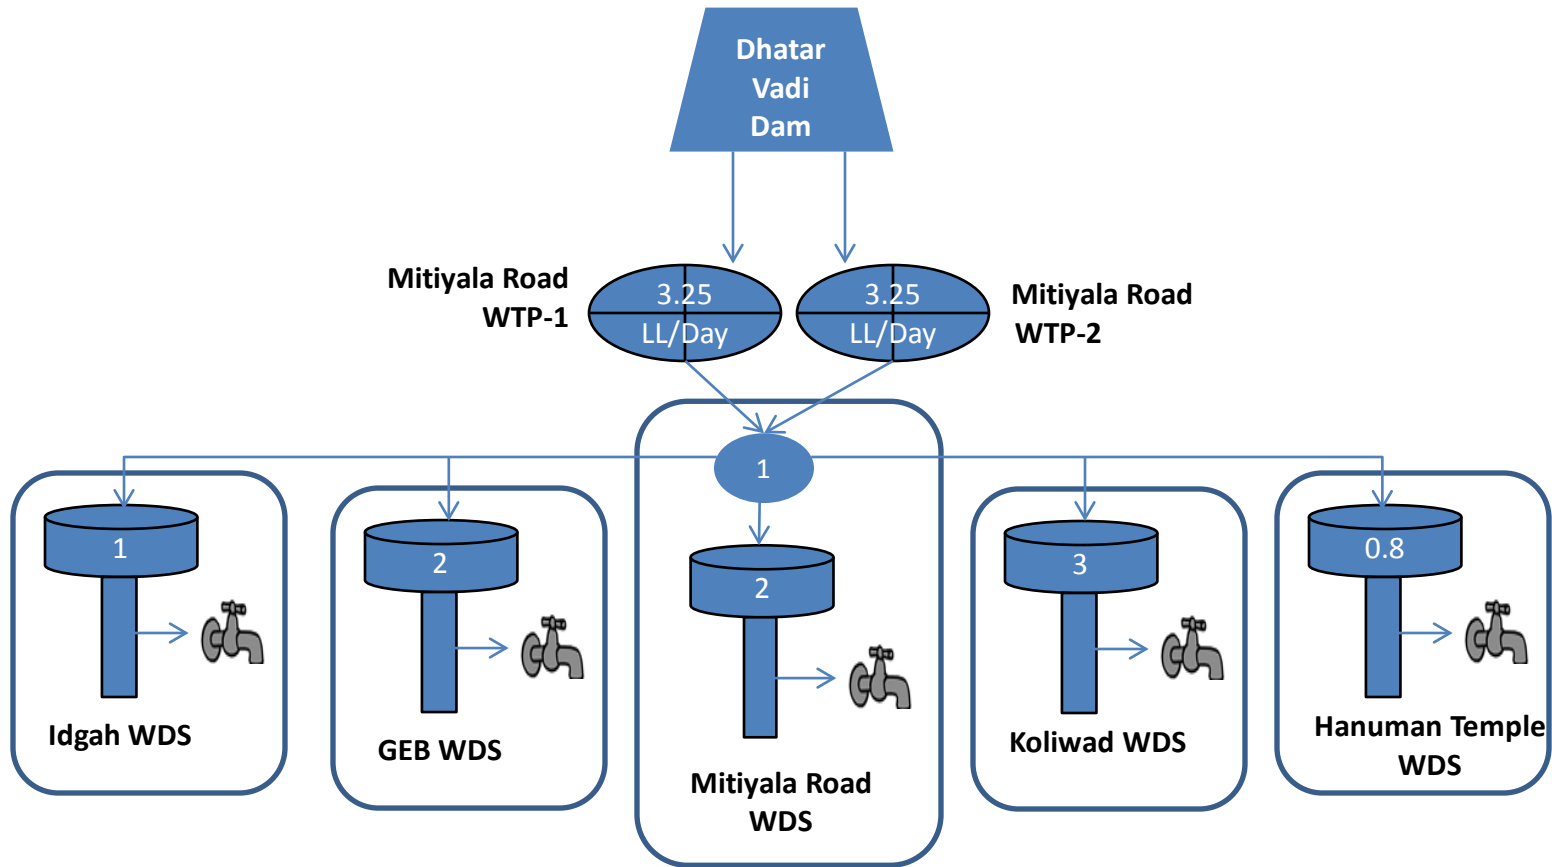 Dhatar
Vadi
Dam
Mitiyala Road
WTP-1
3.25
LL/Day
3.25
LL/Day
Mitiyala Road
WTP-2
1
1
2
2
3
0.8
Idgah WDS
GEB WDS
Mitiyala Road
WDS
Koliwad WDS
Hanuman Temple
WDS